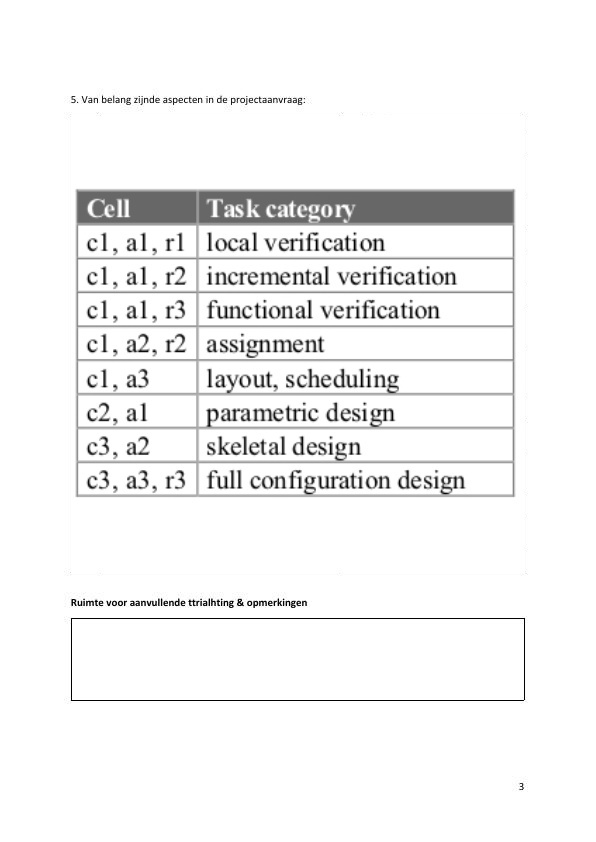 5. Van belang zijnde aspecten in de projectaanvraag:
Cell Task category
c1, a1, r1 local verification
c1, a1, r2 incremental verification
c1, a1, r3 functional verification
c1, a2, r2 assignment
c1, a3 layout, scheduling
c2, a1 parametric design
c3, a2 skeletal design
c3, a3, r3 full configuration design
Ruimte voor aanvullende ttrialhting & opmerkingen
3